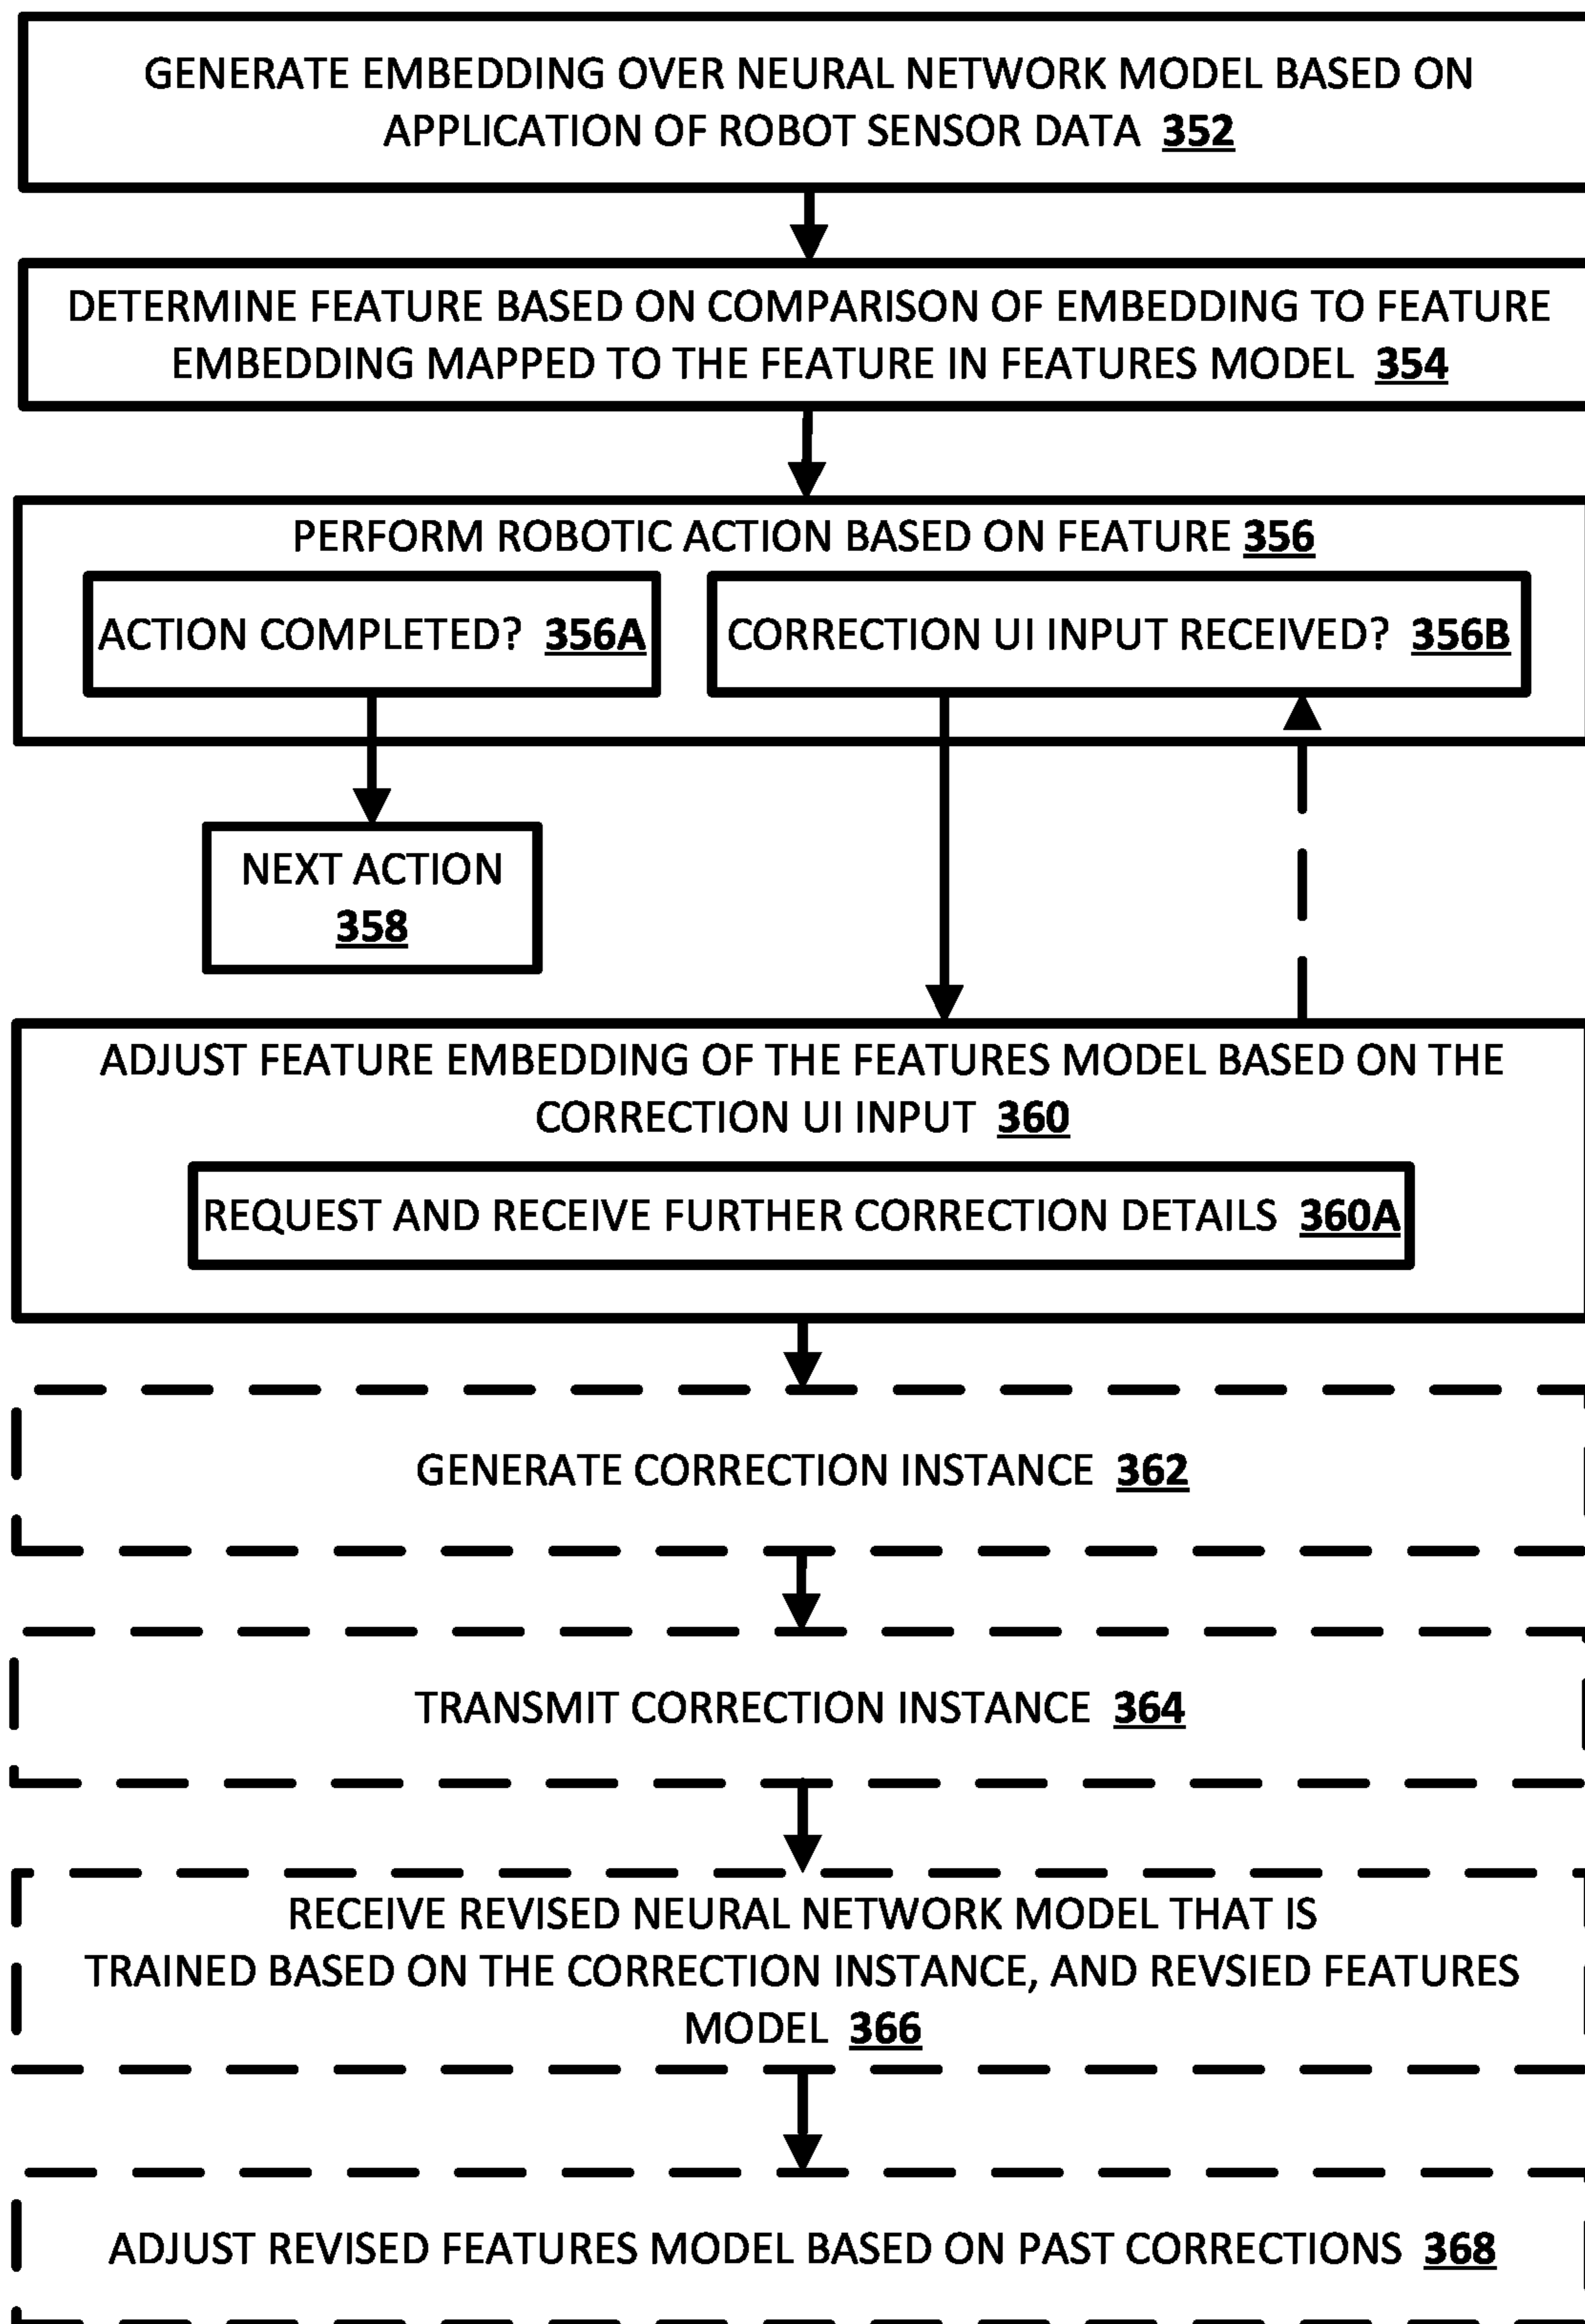 GENERATE EMBEDDING OVER NEURAL NETWORK MODEL BASED ON
APPLICATION OF ROBOT SENSOR DATA 352
DETERMINE FEATURE BASED ON COMPARISON OF EMBEDDING TO FEATURE
EMBEDDING MAPPED TO THE FEATURE IN FEATURES MODEL 354
PERFORM ROBOTIC ACTION BASED ON FEATURE 356
ACTION COMPLETED? 356A
CORRECTION UI INPUT RECEIVED? 356B
NEXT ACTION
358
ADJUST FEATURE EMBEDDING OF THE FEATURES MODEL BASED ON THE
CORRECTION UI INPUT 360
REQUEST AND RECEIVE FURTHER CORRECTION DETAILS 360A
GENERATE CORRECTION INSTANCE 362
TRANSMIT CORRECTION INSTANCE 364
RECEIVE REVISED NEURAL NETWORK MODEL THAT IS
TRAINED BASED ON THE CORRECTION INSTANCE, AND REVSIED FEATURES
MODEL 366
ADJUST REVISED FEATURES MODEL BASED ON PAST CORRECTIONS 368